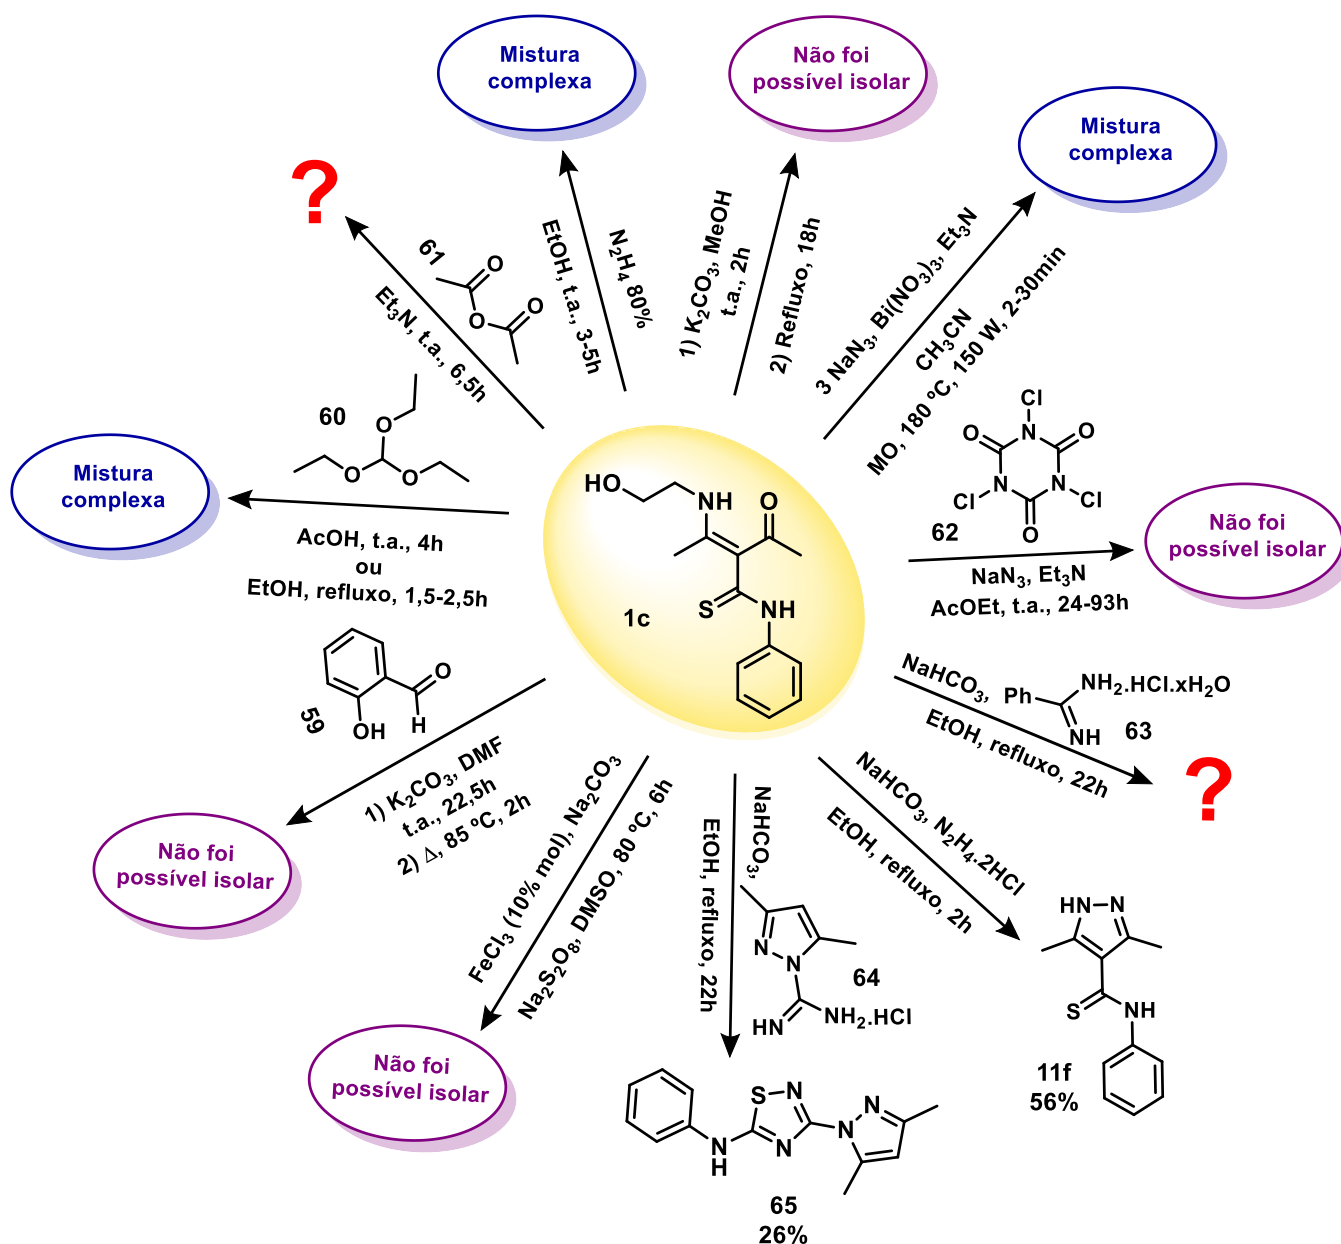 Mistura
complexa
Não foi
possível isolar
Mistura
complexa
?
61
O
O
O
Et3N, t.a., 6,5h
N2H4 80%
EtOH, t.a., 3-5h
1) K2CO3, MeOH
t.a., 2h
2) Refluxo, 18h
3 NaN3, Bi(NO3)3, Et3N
CH3CN
MO, 180 ºC, 150 W, 2-30min
60
O
O
O
Mistura
complexa
AcOH, t.a., 4h
ou
EtOH, refluxo, 1,5-2,5h
HO
NH
O
S
NH
1c
Cl
O
N
O
N
N
Cl
Cl
O
62
NaN3, Et3N
AcOEt, t.a., 24-93h
Não foi
possível isolar
59
O
H
OH
1) K2CO3, DMF
t.a., 22,5h
2) Δ, 85 ºC, 2h
Não foi
possível isolar
NaHCO3,
Ph
NH2.HCl.xH2O
NH
63
EtOH, refluxo, 22h
?
FeCl3 (10% mol), Na2CO3
Na2S2O8, DMSO, 80 ºC, 6h
Não foi
possível isolar
NaHCO3,
EtOH, refluxo, 22h
N
N
64
HN
NH2.HCl
NaHCO3, N2H4.2HCl
EtOH, refluxo, 2h
HN
N
S
NH
11f
56%
S
N
N
N
N
N
H
65
26%